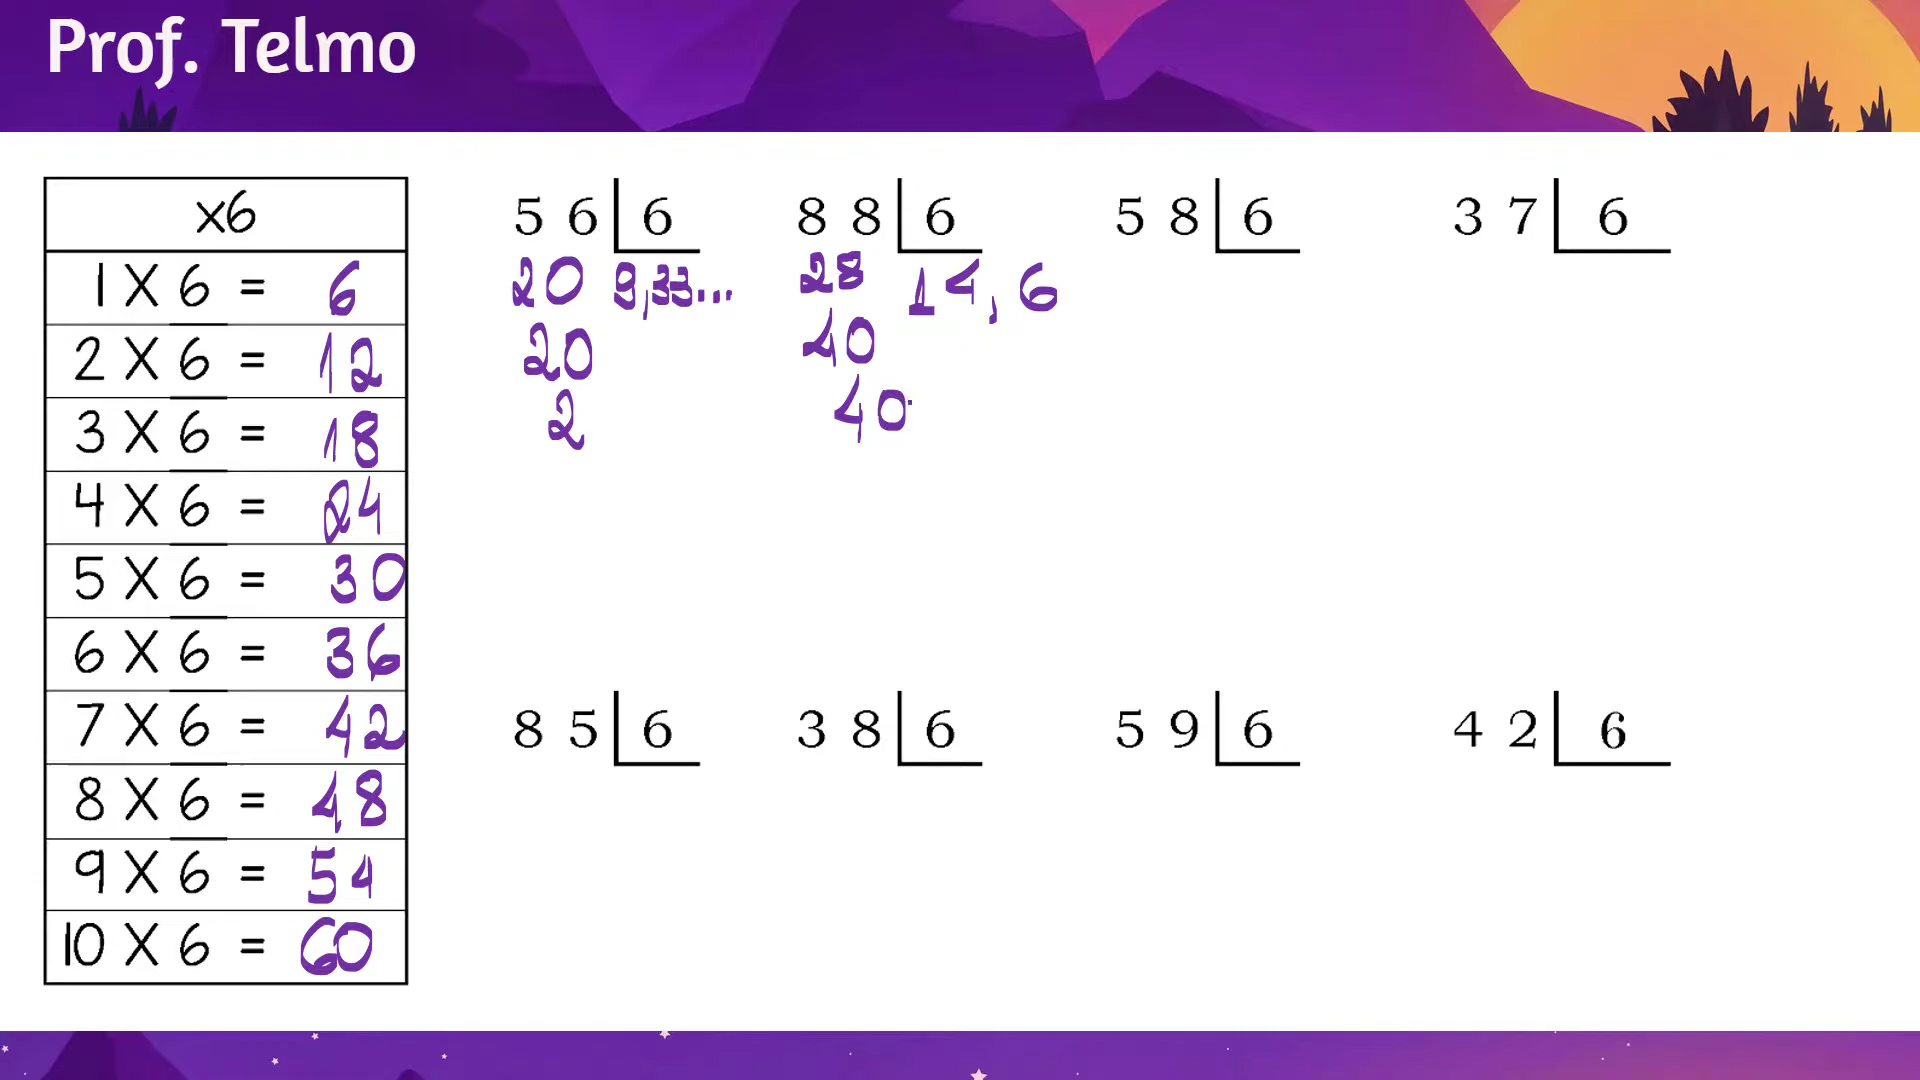 Prof. Telmo
x6
1 X 6 = 6
2 X 6 = 12
3 X 6 = 18
4 X 6 = 24
5 X 6 = 30
6 X 6 = 36
7 X 6 = 42
8 X 6 = 48
9 X 6 = 54
10 X 6 = 60
5 6 6
20 9,33...
20
2
8 8 6
28 14,6
40
40
5 8 6
3 7 6
8 5 6
3 8 6
5 9 6
4 2 6